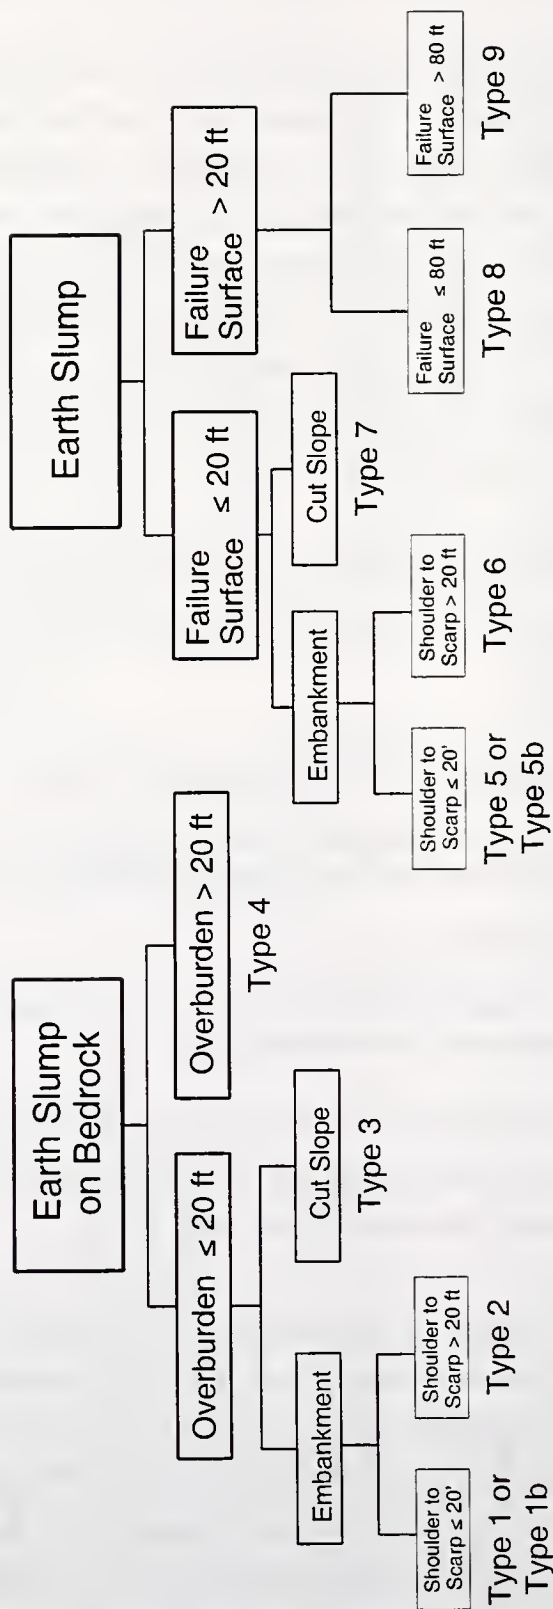 Earth Slump
on Bedrock
Overburden ≤ 20 ft
Overburden > 20 ft
Type 4
Embankment
Cut Slope
Type 3
Shoulder to
Scarp ≤ 20'
Type 1 or
Type 1b
Shoulder to
Scarp > 20 ft
Type 2
Earth Slump
Failure
Surface ≤ 20 ft
Failure
Surface > 20 ft
Embankment
Cut Slope
Type 7
Shoulder to
Scarp ≤ 20'
Type 5 or
Type 5b
Shoulder to
Scarp > 20 ft
Type 6
Failure
Surface ≤ 80 ft
Type 8
Failure
Surface > 80 ft
Type 9